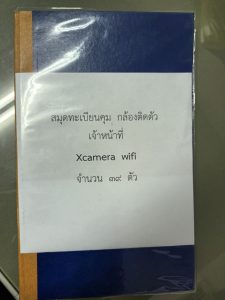 สมุดทะเบียนคุม กล้องติดตัว
เจ้าหน้าที่
Xcamera wifi
จำนวน ๓๙ ตัว